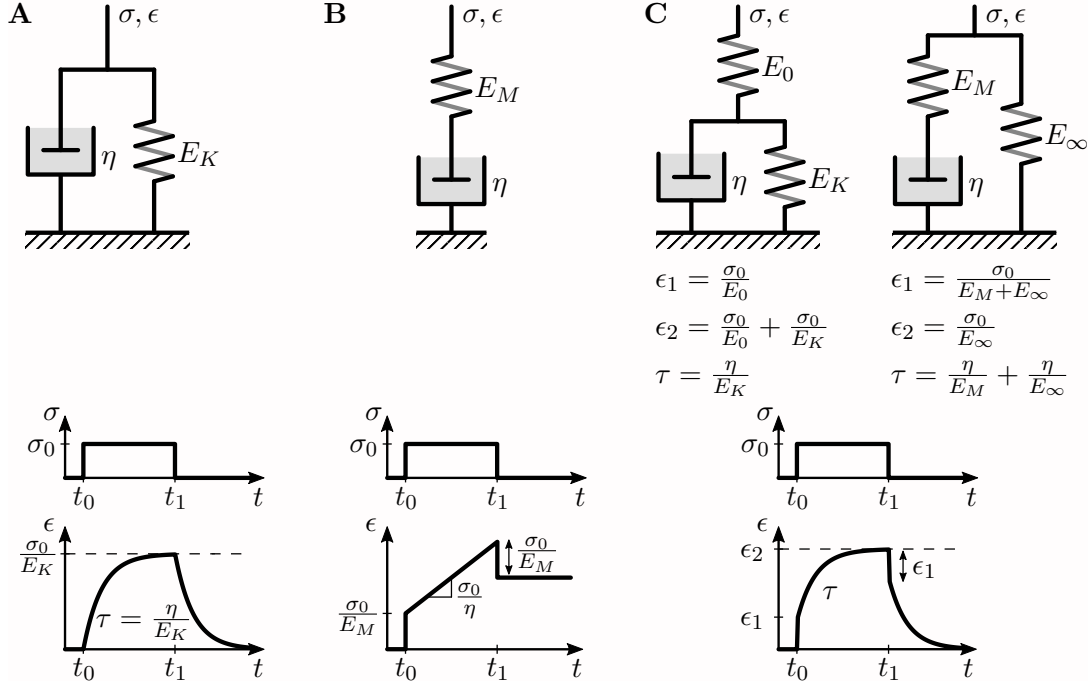 A
σ, ϵ
η
E_K
B
σ, ϵ
E_M
η
C
σ, ϵ
E_0
η
E_K
σ, ϵ
E_M
η
E_∞
ϵ_1 = σ_0/E_0
ϵ_2 = σ_0/E_0 + σ_0/E_K
τ = η/E_K
ϵ_1 = σ_0/(E_M+E_∞)
ϵ_2 = σ_0/E_∞
τ = η/E_M + η/E_∞
σ
σ_0
t_0
t_1
t
ϵ
σ_0/E_K
τ = η/E_K
t_0
t_1
t
σ
σ_0
t_0
t_1
t
ϵ
σ_0/E_M
σ_0/η
σ_0/E_M
t_0
t_1
t
σ
σ_0
t_0
t_1
t
ϵ
ϵ_2
ϵ_1
τ
ϵ_1
t_0
t_1
t